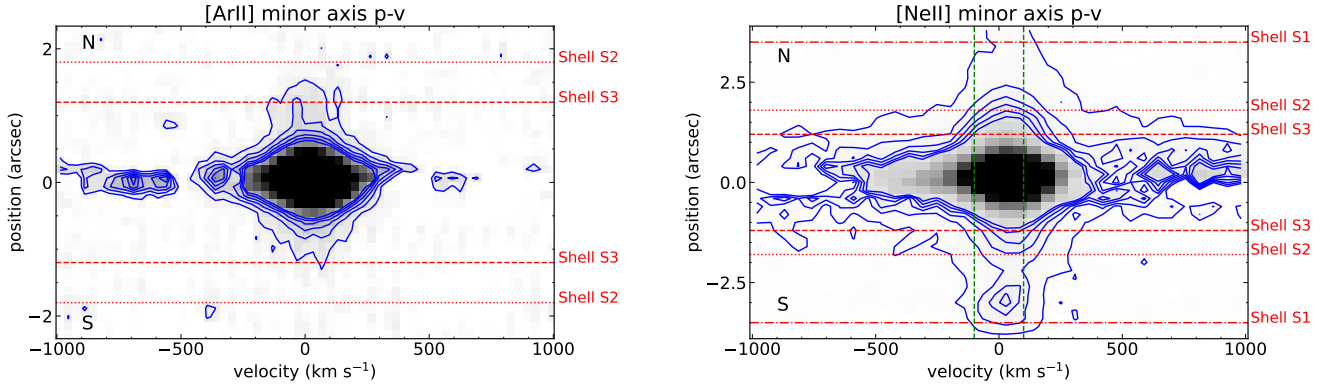 [ArII] minor axis p-v
N
S
2
1
0
−1
−2
position (arcsec)
−1000
−500
0
500
1000
velocity (km s⁻¹)
Shell S2
Shell S3
Shell S3
Shell S2
[NeII] minor axis p-v
N
S
2.5
0.0
−2.5
position (arcsec)
−1000
−500
0
500
1000
velocity (km s⁻¹)
Shell S1
Shell S2
Shell S3
Shell S3
Shell S2
Shell S1